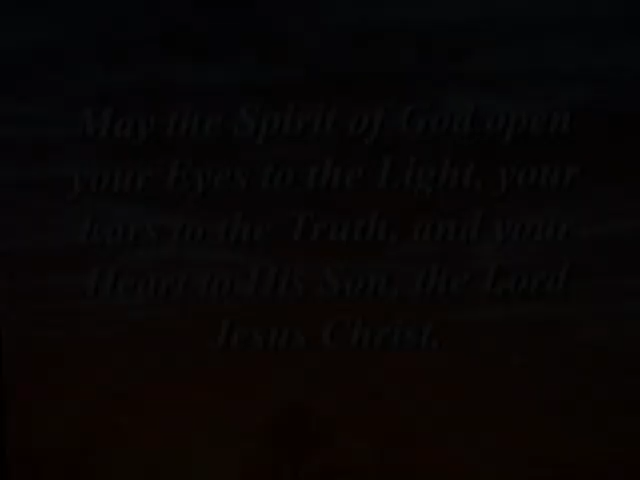 May the Spirit of God open
your Eyes to the Light, your
Ears to the Truth, and your
Heart to His Son, the Lord
Jesus Christ.